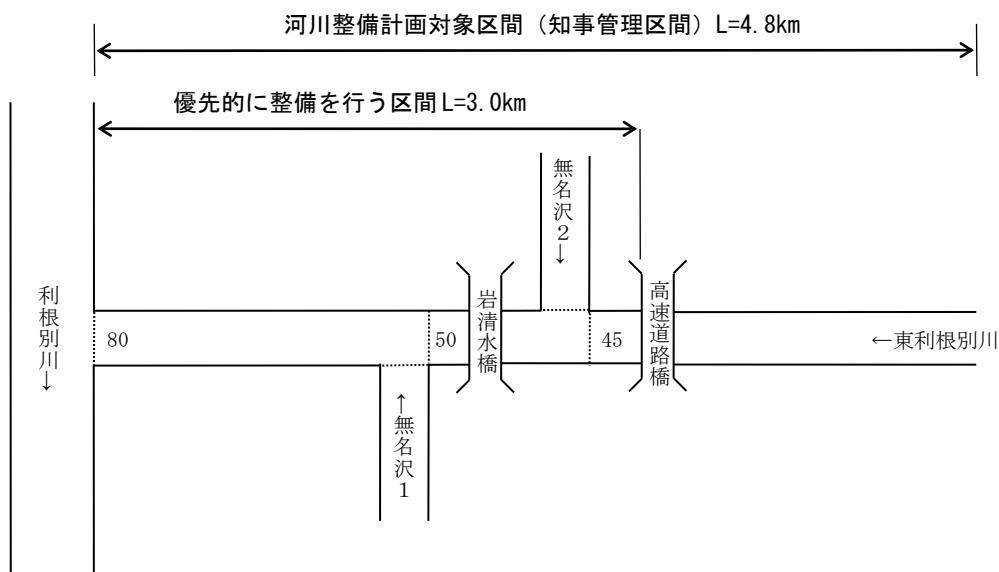 河川整備計画対象区間（知事管理区間）L=4.8km
優先的に整備を行う区間L=3.0km
無名沢２↓
利根別川↓
80
50
岩清水橋
45
高速道路橋
←東利根別川
↑無名沢１